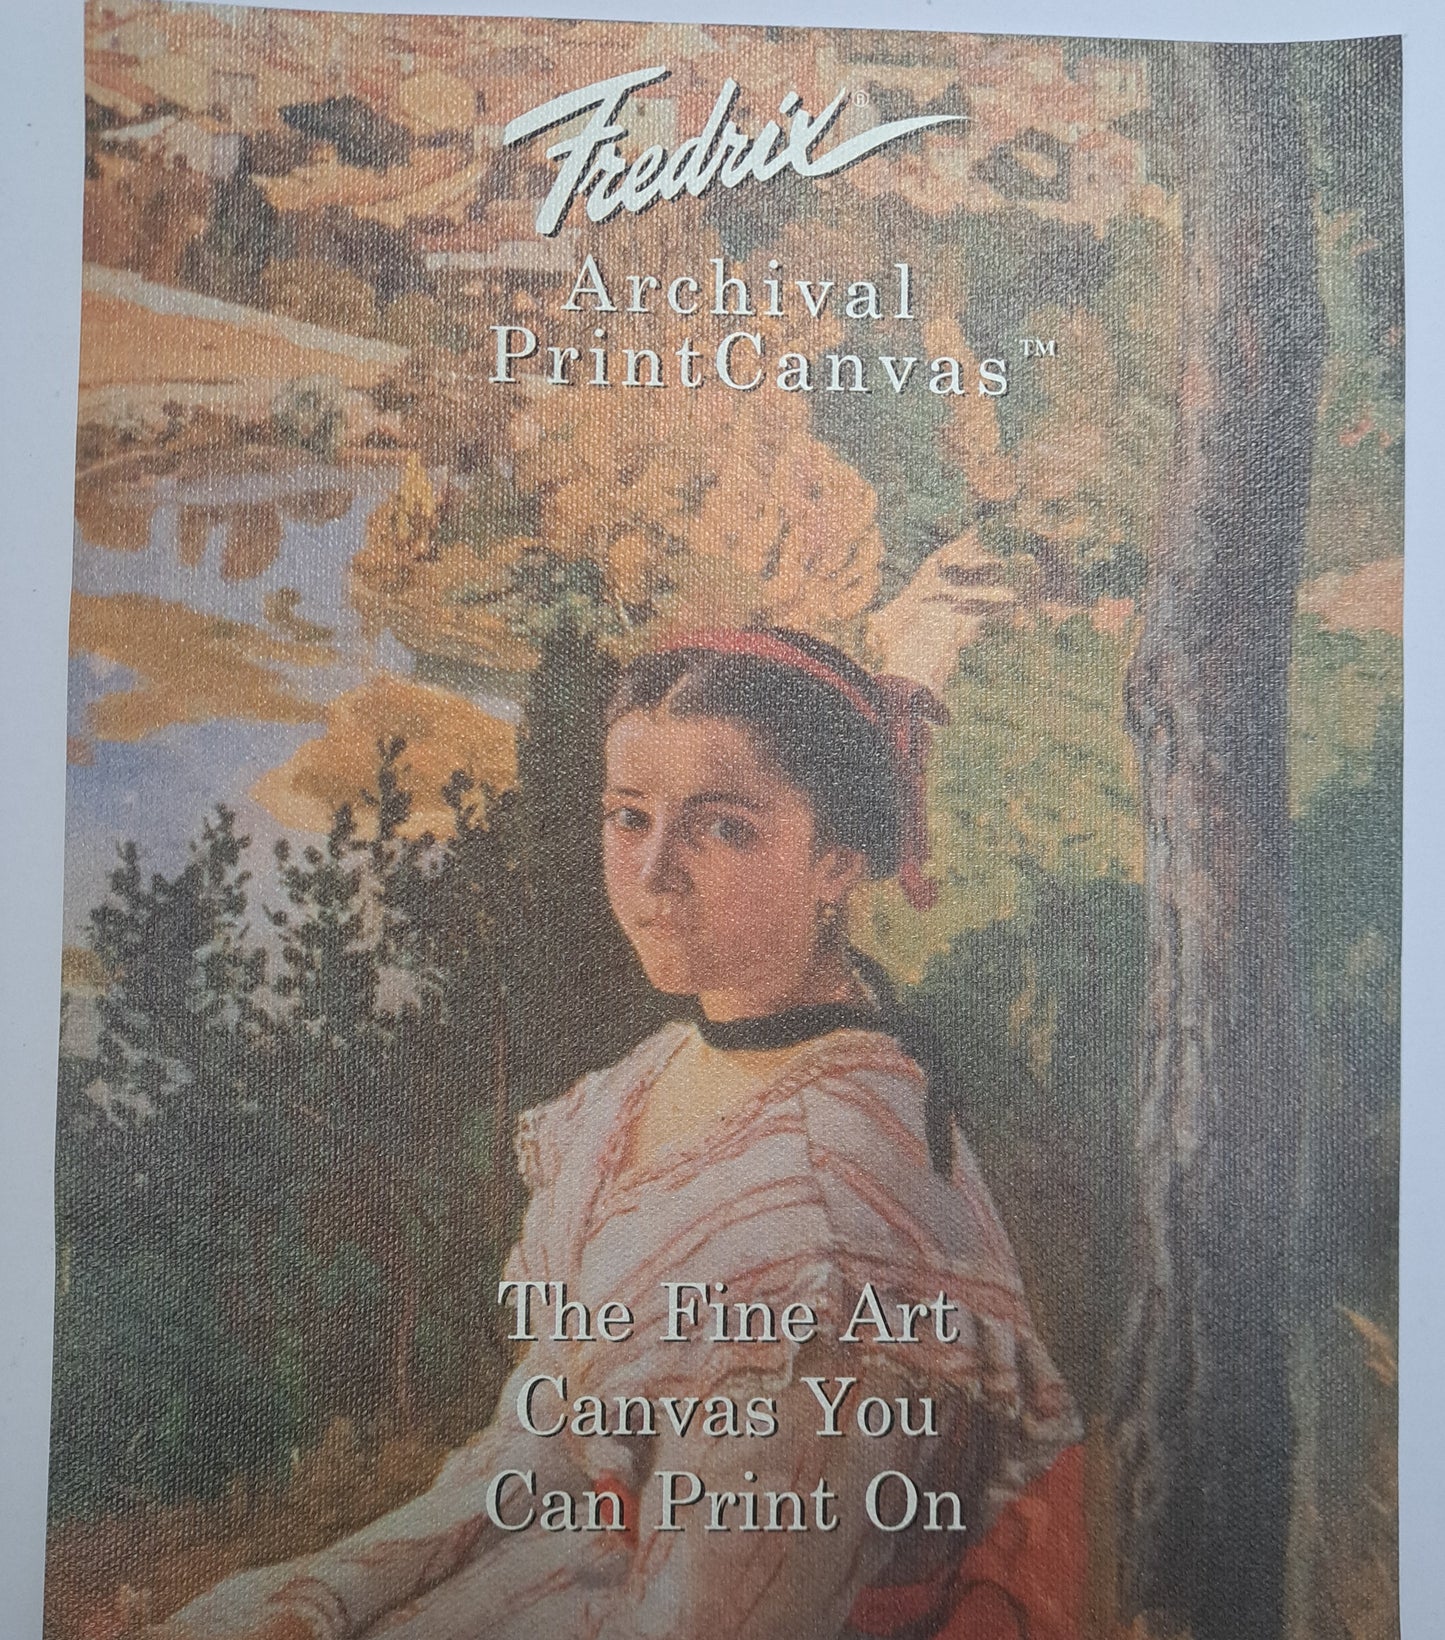 Fredrix®
Archival
PrintCanvas™
The Fine Art
Canvas You
Can Print On